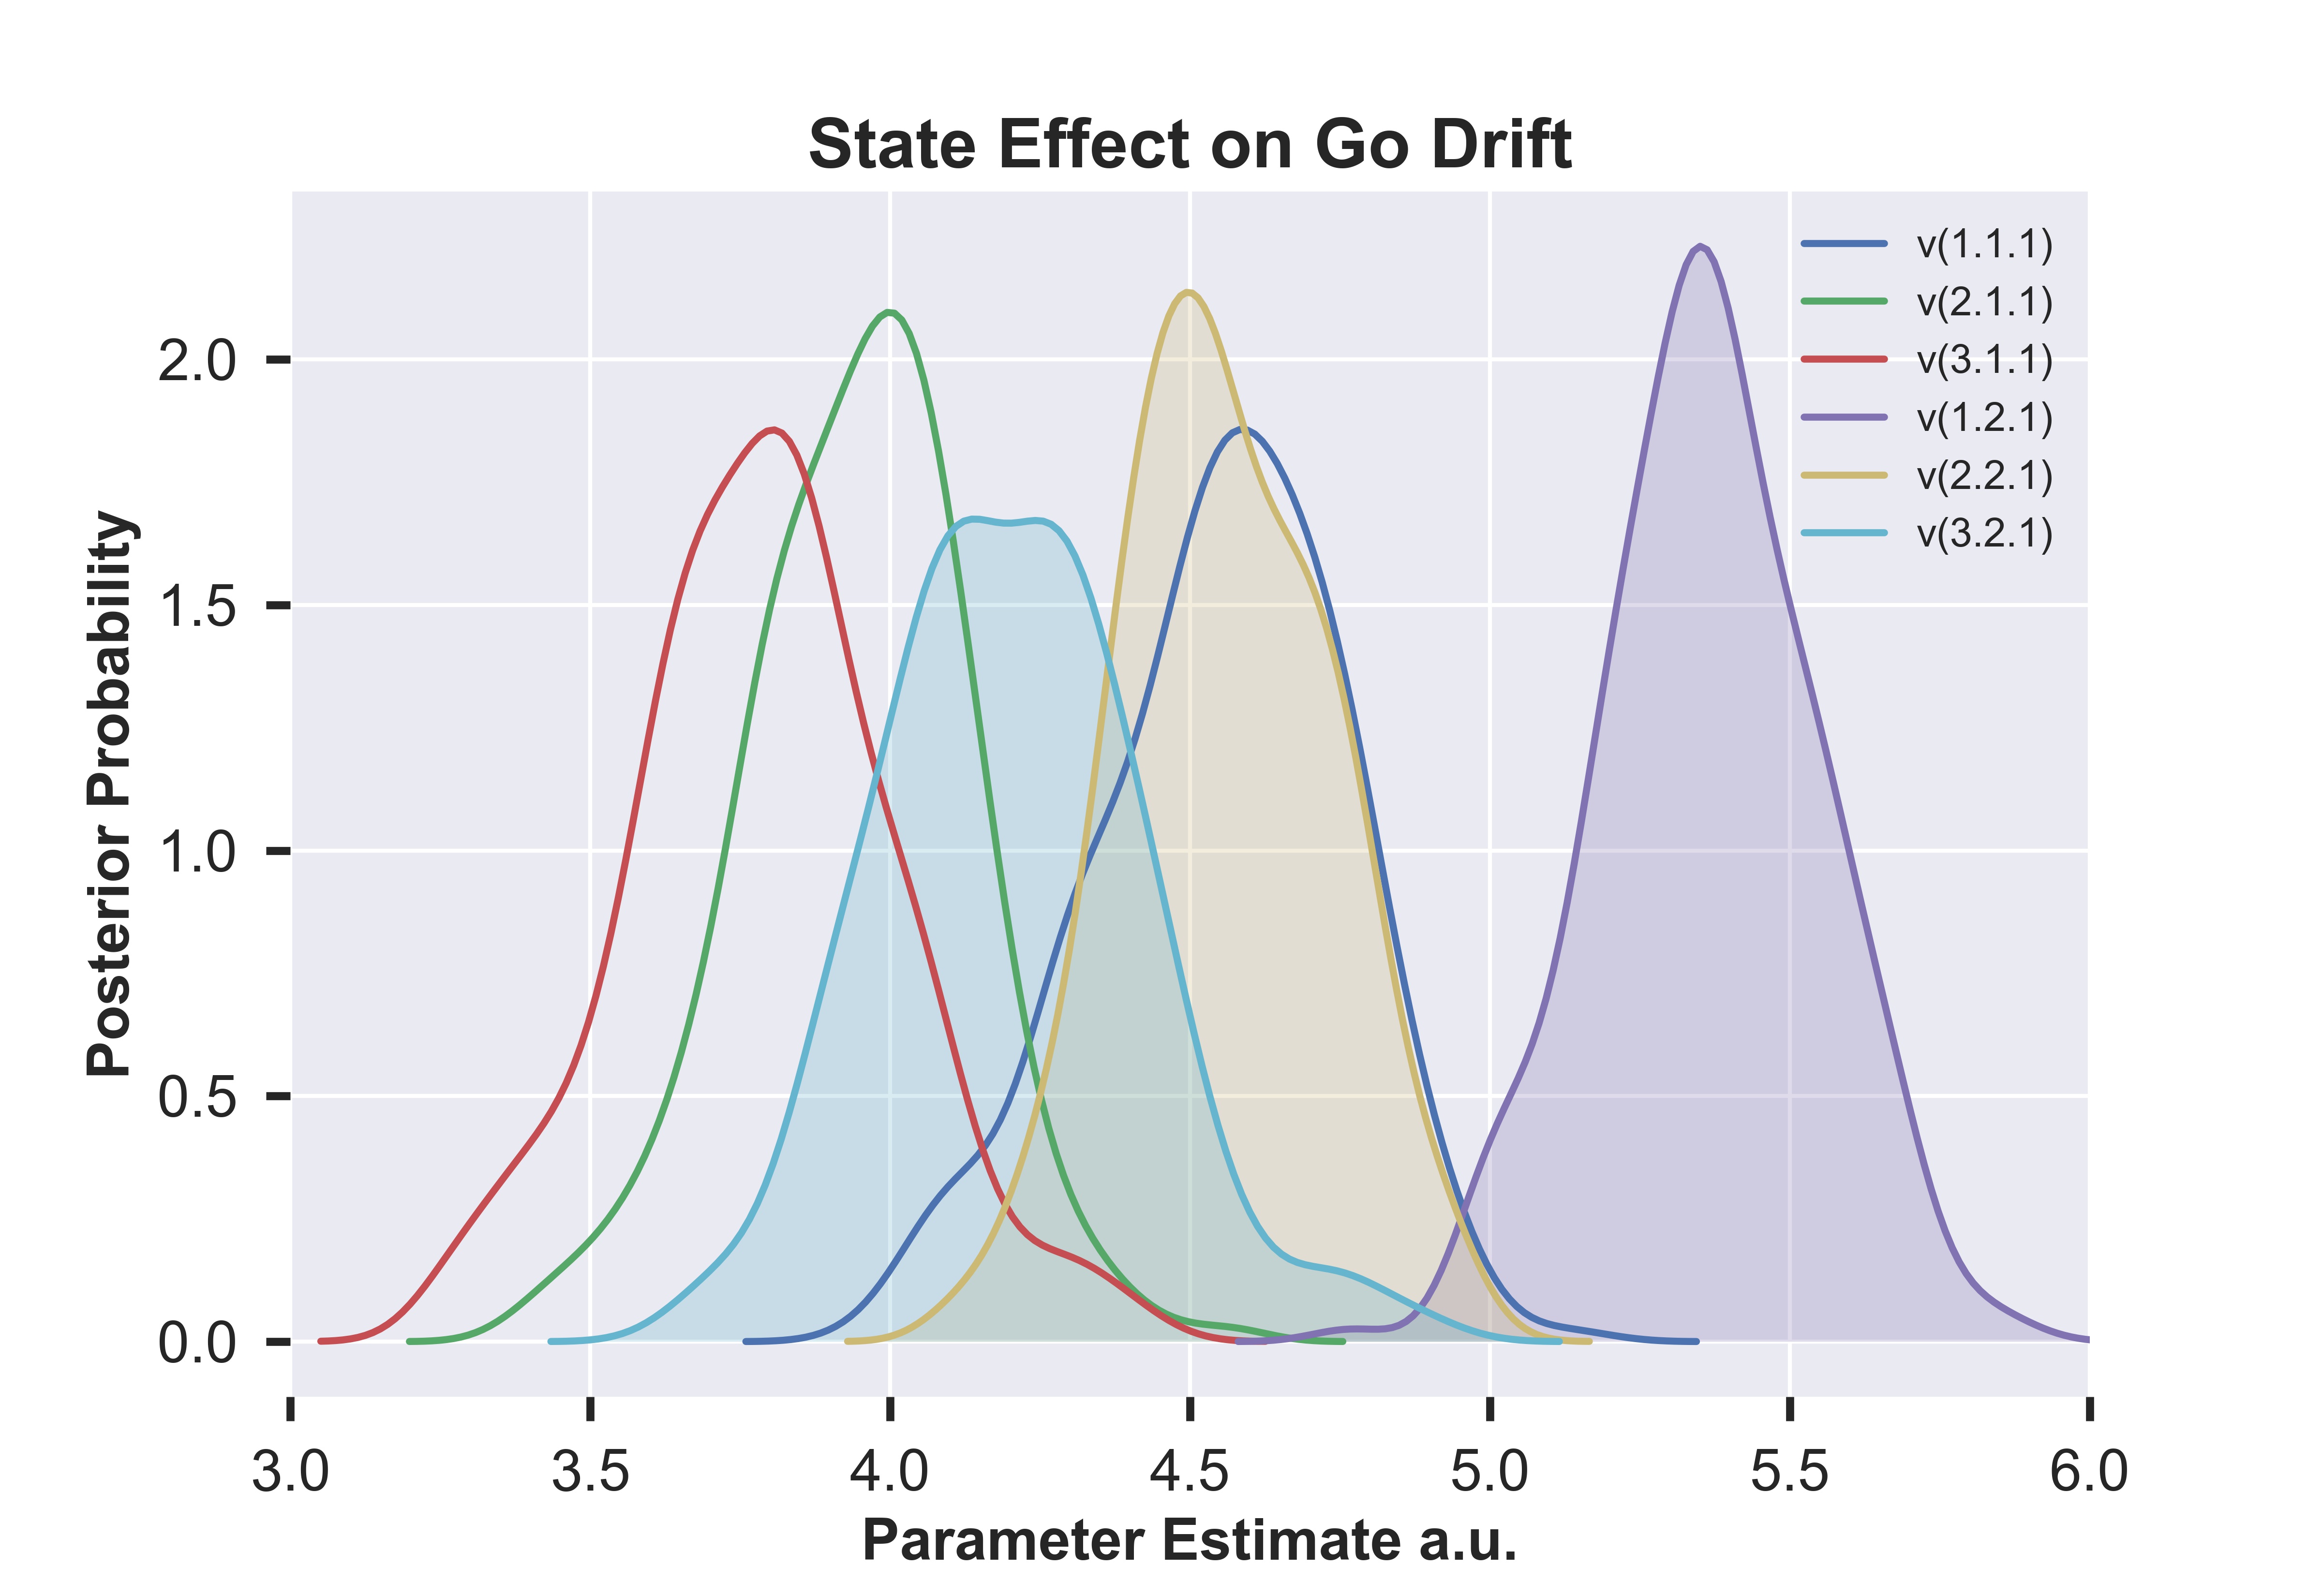 State Effect on Go Drift
v(1.1.1)
v(2.1.1)
v(3.1.1)
v(1.2.1)
v(2.2.1)
v(3.2.1)
Posterior Probability
2.0
1.5
1.0
0.5
0.0
3.0 3.5 4.0 4.5 5.0 5.5 6.0
Parameter Estimate a.u.